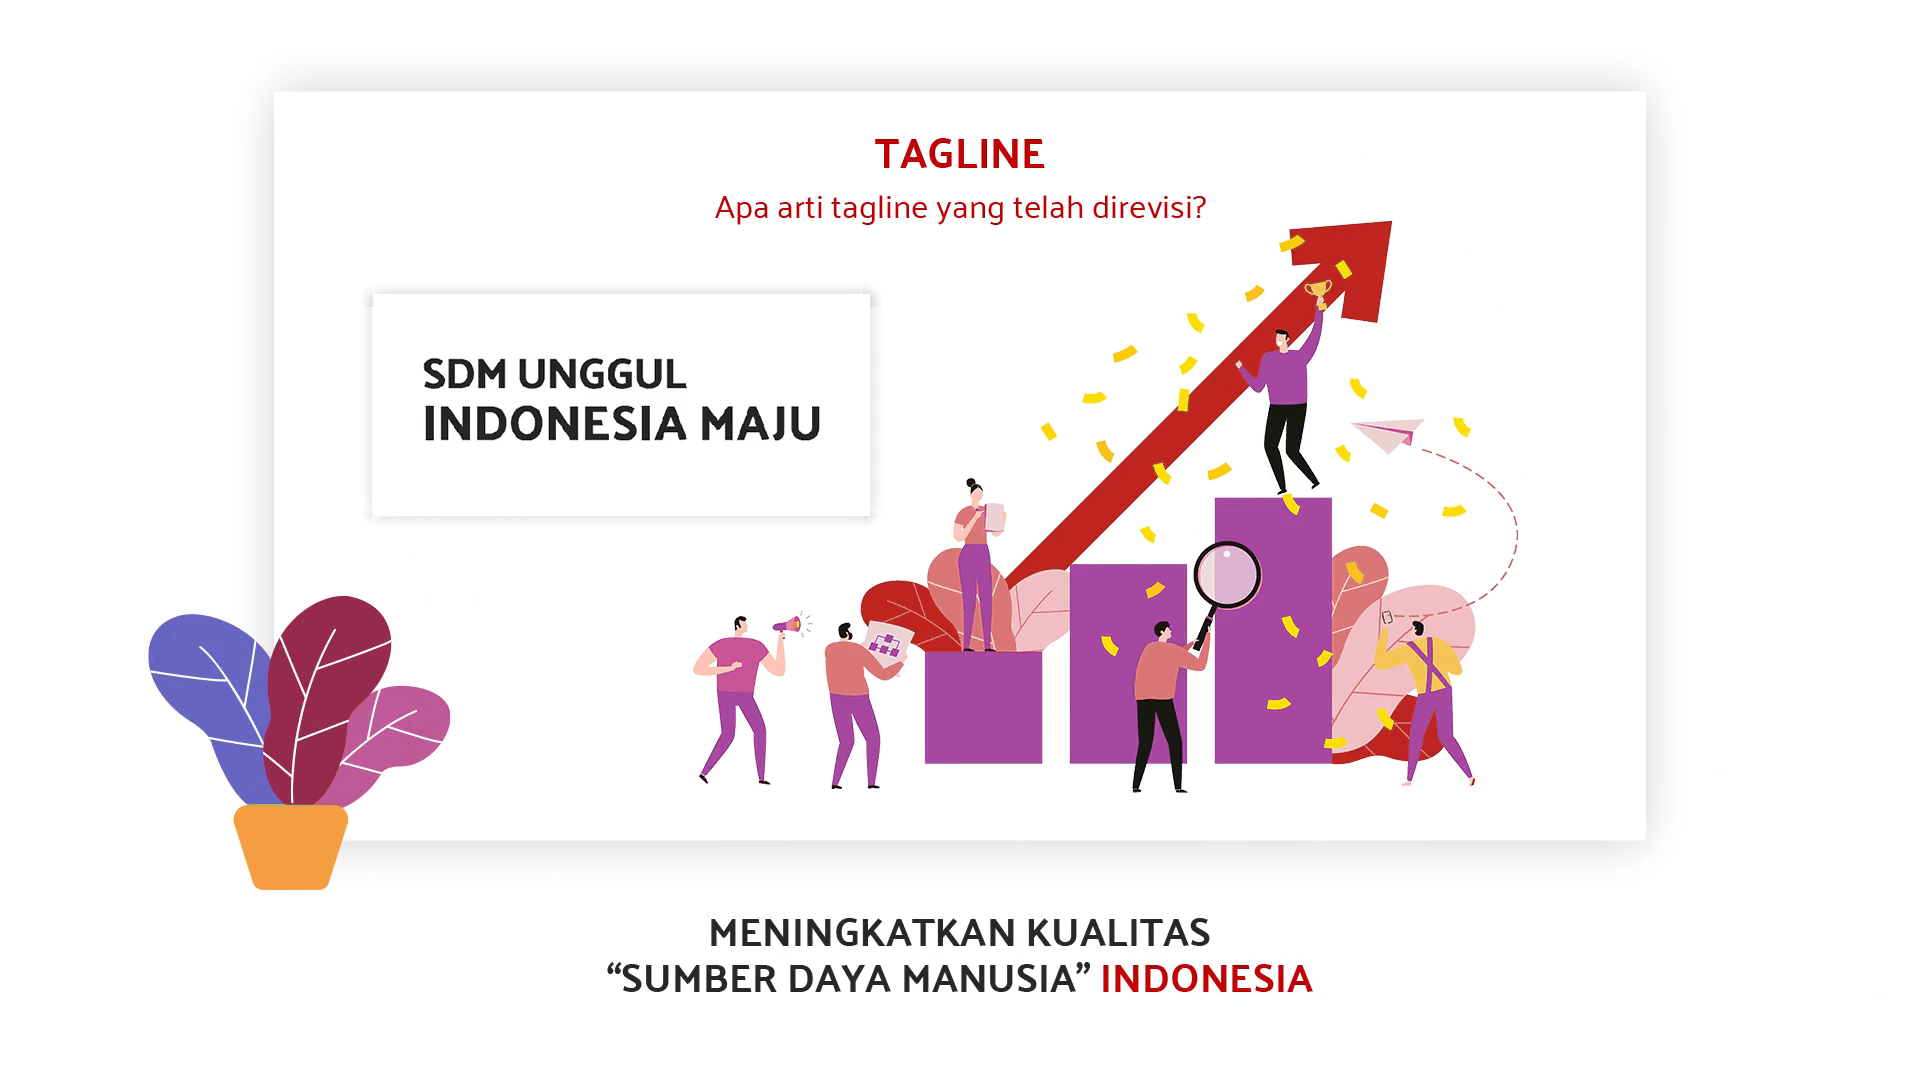 TAGLINE
Apa arti tagline yang telah direvisi?
SDM UNGGUL
INDONESIA MAJU
MENINGKATKAN KUALITAS
“SUMBER DAYA MANUSIA” INDONESIA